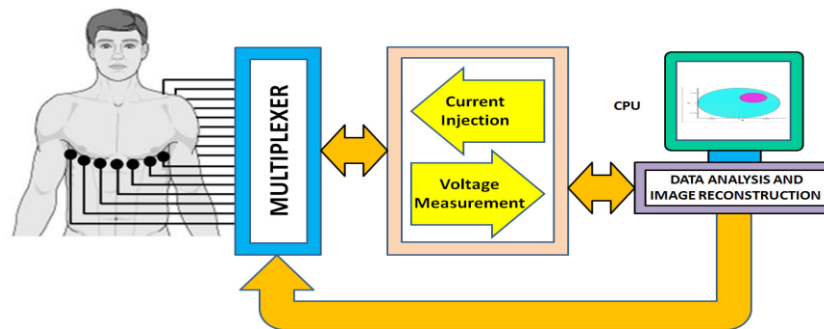 MULTIPLEXER
Current
Injection
Voltage
Measurement
CPU
DATA ANALYSIS AND
IMAGE RECONSTRUCTION